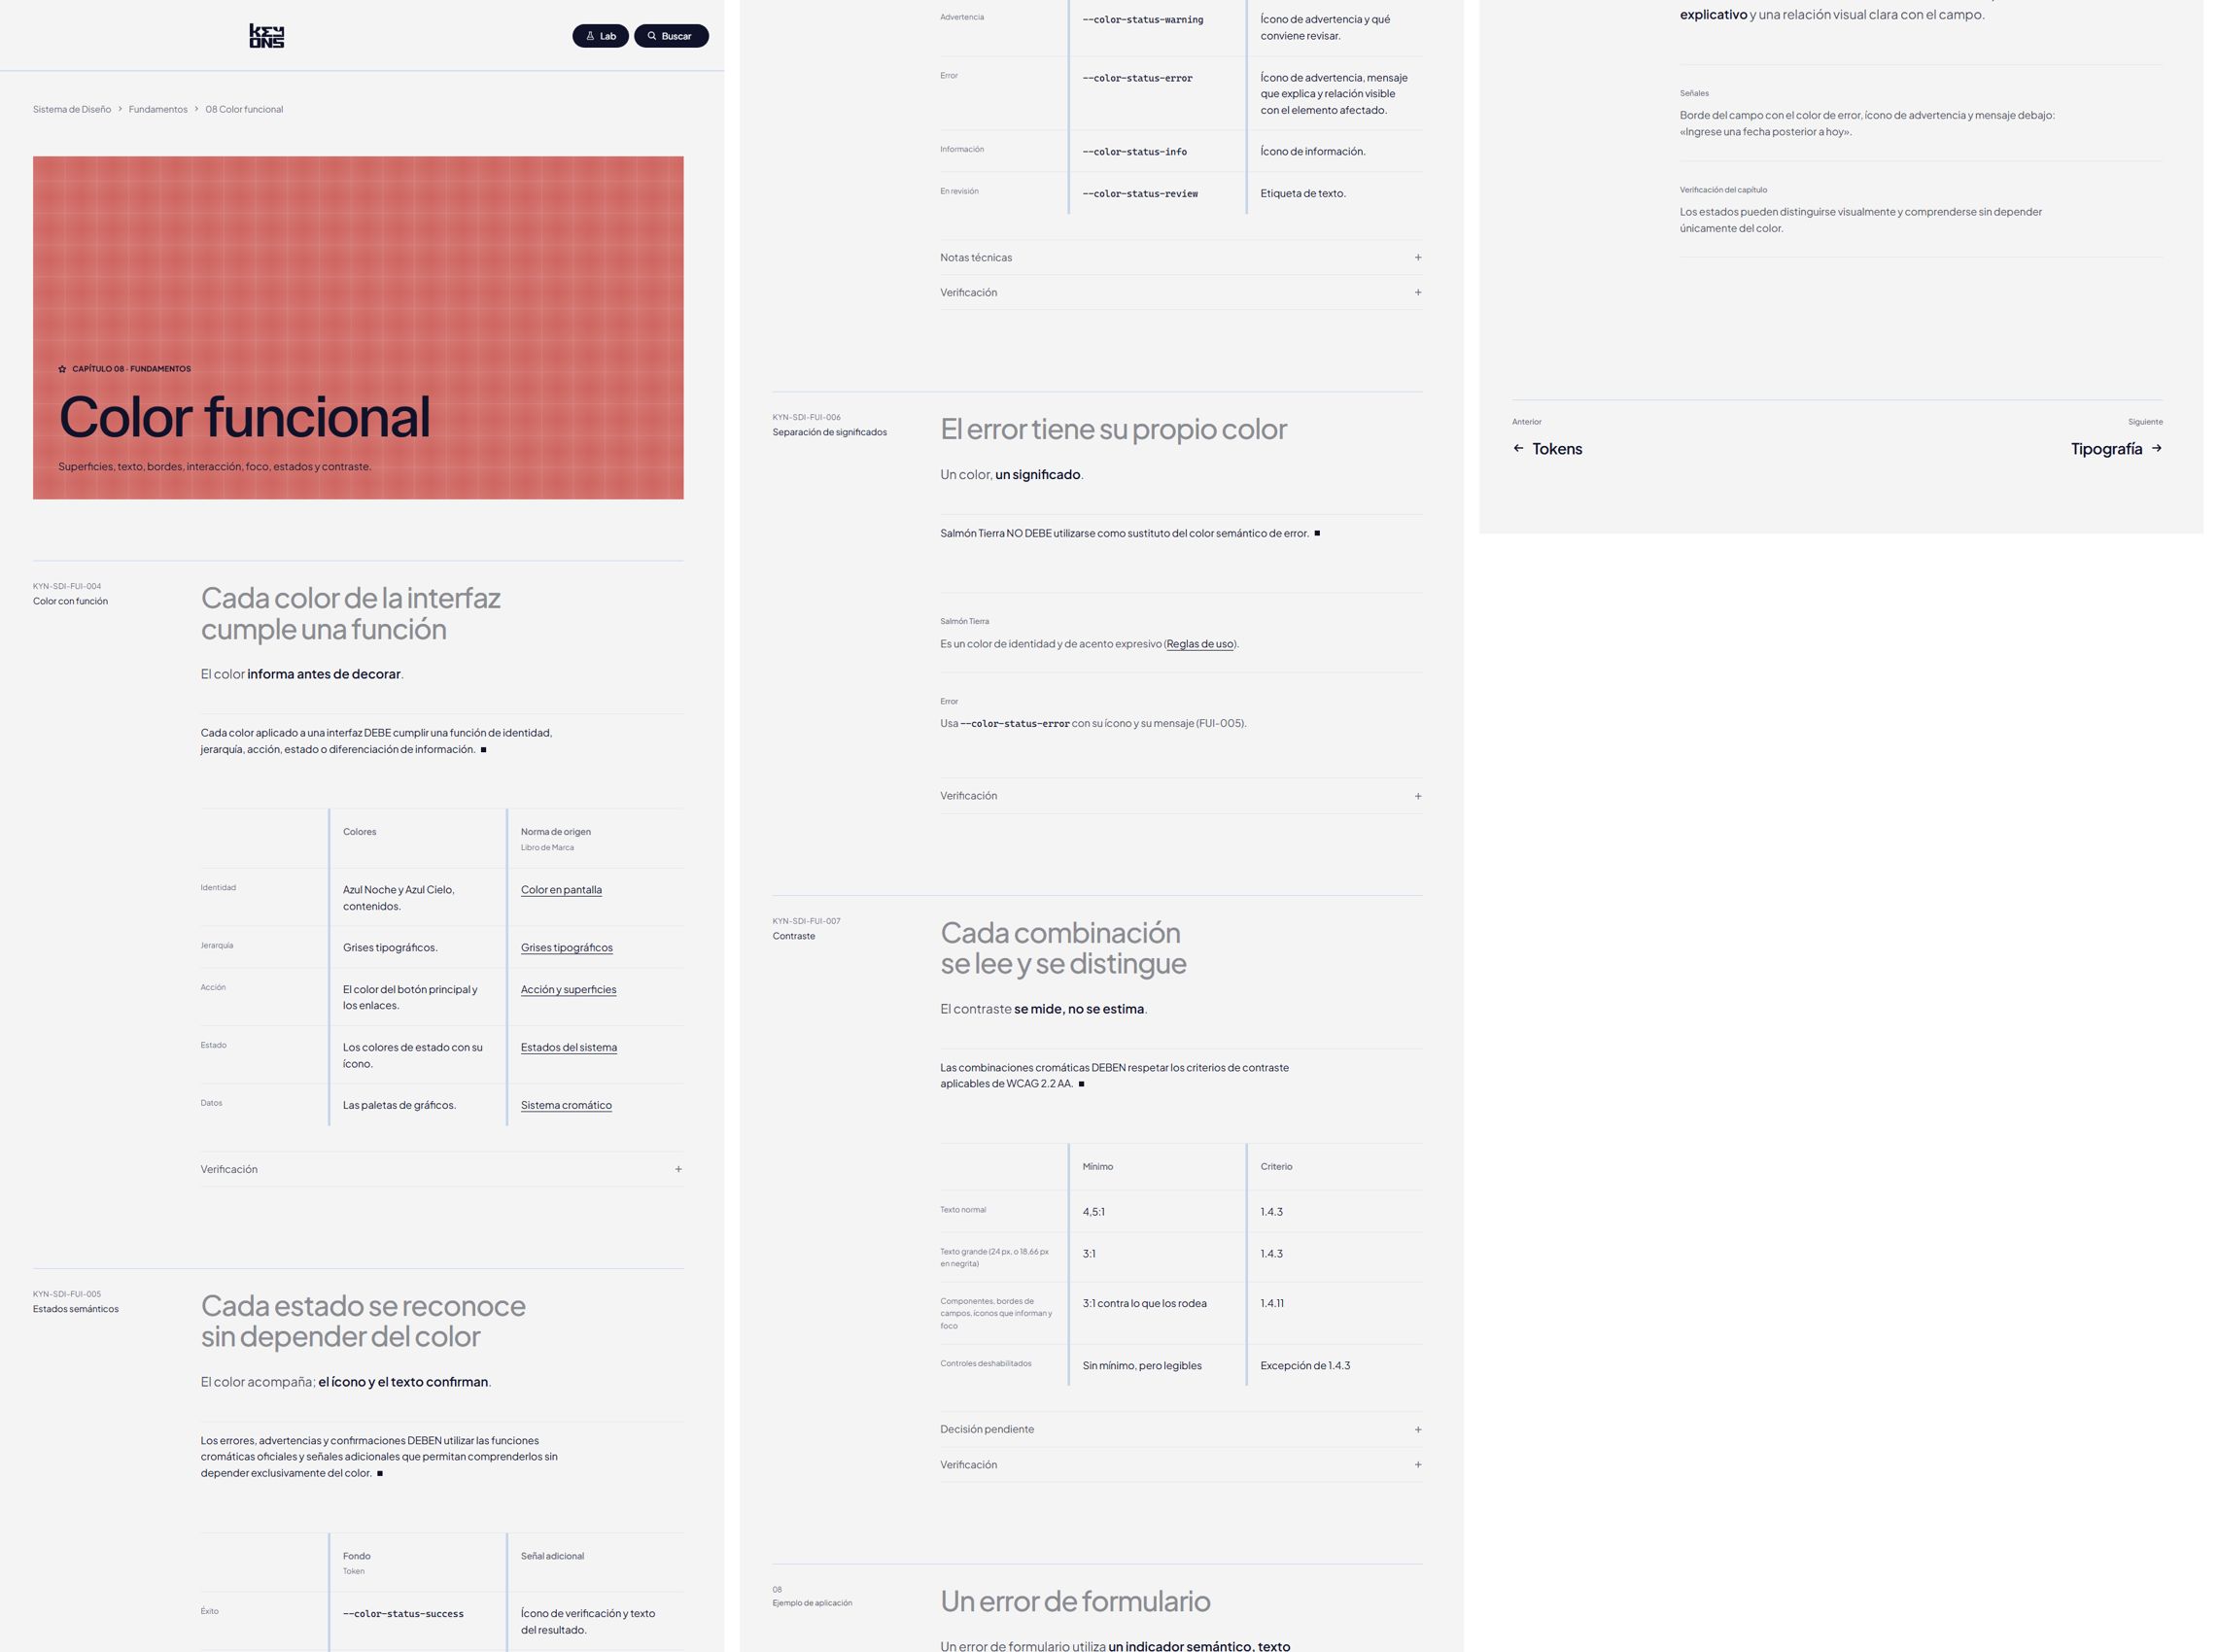 KEY
ONS
Lab
Buscar
Sistema de Diseño > Fundamentos > 08 Color funcional
CAPÍTULO 08 · FUNDAMENTOS
Color funcional
Superficies, texto, bordes, interacción, foco, estados y contraste.
KYN-SDI-FUI-004
Color con función
Cada color de la interfaz
cumple una función
El color informa antes de decorar.
Cada color aplicado a una interfaz DEBE cumplir una función de identidad,
jerarquía, acción, estado o diferenciación de información. ■
Colores
Norma de origen
Libro de Marca
Identidad
Azul Noche y Azul Cielo,
contenidos.
Color en pantalla
Jerarquía
Grises tipográficos.
Grises tipográficos
Acción
El color del botón principal y
los enlaces.
Acción y superficies
Estado
Los colores de estado con su
ícono.
Estados del sistema
Datos
Las paletas de gráficos.
Sistema cromático
Verificación +
KYN-SDI-FUI-005
Estados semánticos
Cada estado se reconoce
sin depender del color
El color acompaña; el ícono y el texto confirman.
Los errores, advertencias y confirmaciones DEBEN utilizar las funciones
cromáticas oficiales y señales adicionales que permitan comprenderlos sin
depender exclusivamente del color. ■
Fondo
Token
Señal adicional
Éxito
--color-status-success
Ícono de verificación y texto
del resultado.
Advertencia
--color-status-warning
Ícono de advertencia y qué
conviene revisar.
Error
--color-status-error
Ícono de advertencia, mensaje
que explica y relación visible
con el elemento afectado.
Información
--color-status-info
Ícono de información.
En revisión
--color-status-review
Etiqueta de texto.
Notas técnicas +
Verificación +
KYN-SDI-FUI-006
Separación de significados
El error tiene su propio color
Un color, un significado.
Salmón Tierra NO DEBE utilizarse como sustituto del color semántico de error. ■
Salmón Tierra
Es un color de identidad y de acento expresivo (Reglas de uso).
Error
Usa --color-status-error con su ícono y su mensaje (FUI-005).
Verificación +
KYN-SDI-FUI-007
Contraste
Cada combinación
se lee y se distingue
El contraste se mide, no se estima.
Las combinaciones cromáticas DEBEN respetar los criterios de contraste
aplicables de WCAG 2.2 AA. ■
Mínimo
Criterio
Texto normal
4,5:1
1.4.3
Texto grande (24 px, o 18.66 px
en negrita)
3:1
1.4.3
Componentes, bordes de
campos, íconos que informan y
foco
3:1 contra lo que los rodea
1.4.11
Controles deshabilitados
Sin mínimo, pero legibles
Excepción de 1.4.3
Decisión pendiente +
Verificación +
08
Ejemplo de aplicación
Un error de formulario
Un error de formulario utiliza un indicador semántico, texto
explicativo y una relación visual clara con el campo.
Señales
Borde del campo con el color de error, ícono de advertencia y mensaje debajo:
«Ingrese una fecha posterior a hoy».
Verificación del capítulo
Los estados pueden distinguirse visualmente y comprenderse sin depender
únicamente del color.
Anterior
← Tokens
Siguiente
Tipografía →